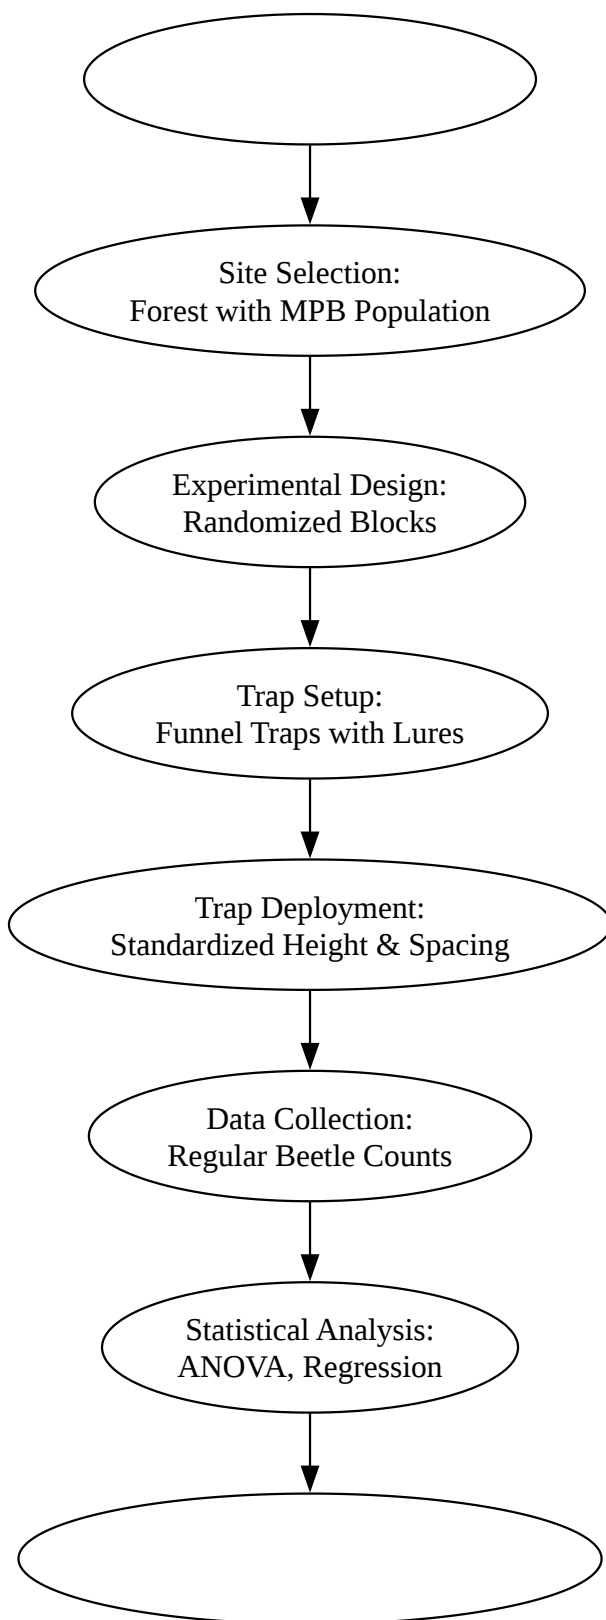 Site Selection:
Forest with MPB Population
Experimental Design:
Randomized Blocks
Trap Setup:
Funnel Traps with Lures
Trap Deployment:
Standardized Height & Spacing
Data Collection:
Regular Beetle Counts
Statistical Analysis:
ANOVA, Regression